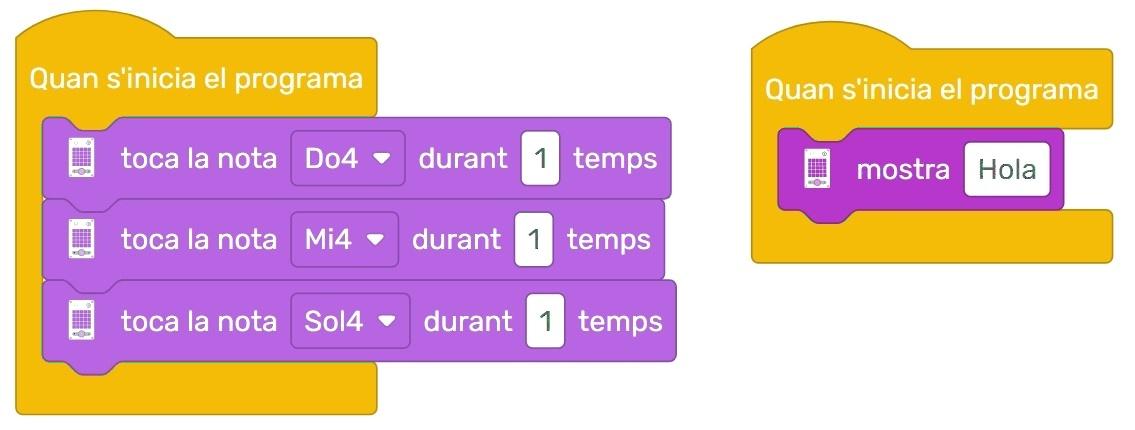 Quan s'inicia el programa
toca la nota Do4 durant 1 temps
toca la nota Mi4 durant 1 temps
toca la nota Sol4 durant 1 temps
Quan s'inicia el programa
mostra Hola